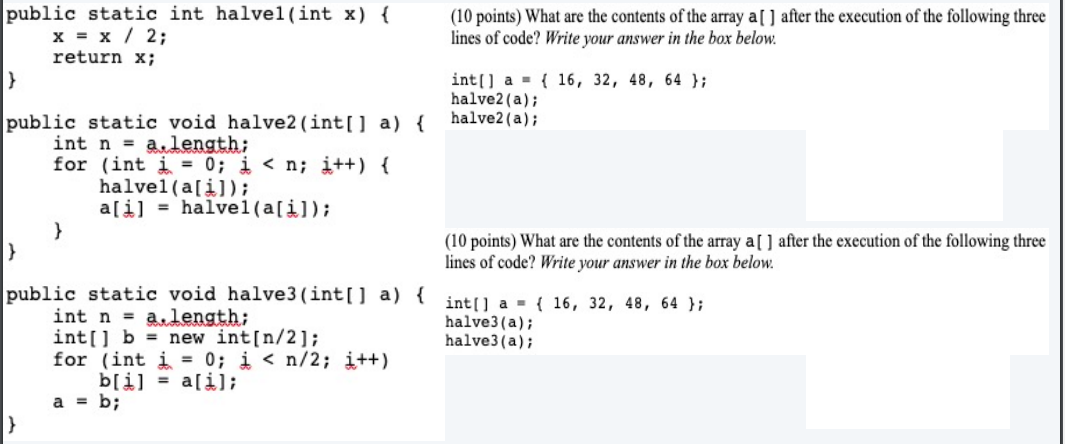 public static int halve1(int x) {
    x = x / 2;
    return x;
}
public static void halve2(int[] a) {
    int n = a.length;
    for (int i = 0; i < n; i++) {
        halve1(a[i]);
        a[i] = halve1(a[i]);
    }
}
public static void halve3(int[] a) {
    int n = a.length;
    int[] b = new int[n/2];
    for (int i = 0; i < n/2; i++)
        b[i] = a[i];
    a = b;
}
(10 points) What are the contents of the array a[ ] after the execution of the following three
lines of code? Write your answer in the box below.
int[] a = { 16, 32, 48, 64 };
halve2(a);
halve2(a);
(10 points) What are the contents of the array a[ ] after the execution of the following three
lines of code? Write your answer in the box below.
int[] a = { 16, 32, 48, 64 };
halve3(a);
halve3(a);